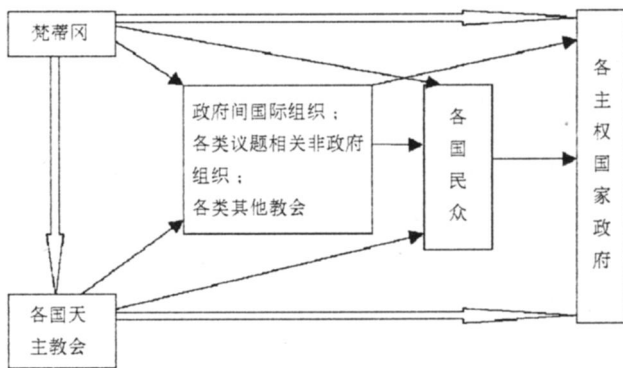 梵蒂冈
政府间国际组织；
各类议题相关非政府
组织；
各类其他教会
各国民众
各主权国家政府
各国天
主教会